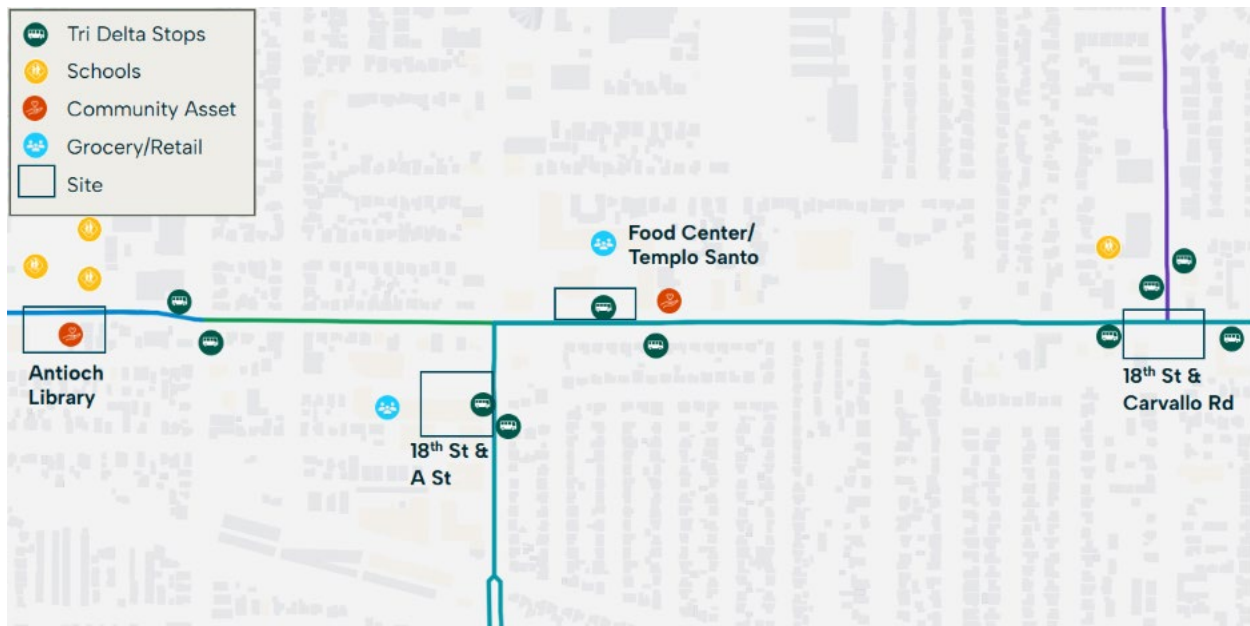 Tri Delta Stops
Schools
Community Asset
Grocery/Retail
Site
Food Center/
Templo Santo
Antioch
Library
18th St &
A St
18th St &
Carvallo Rd